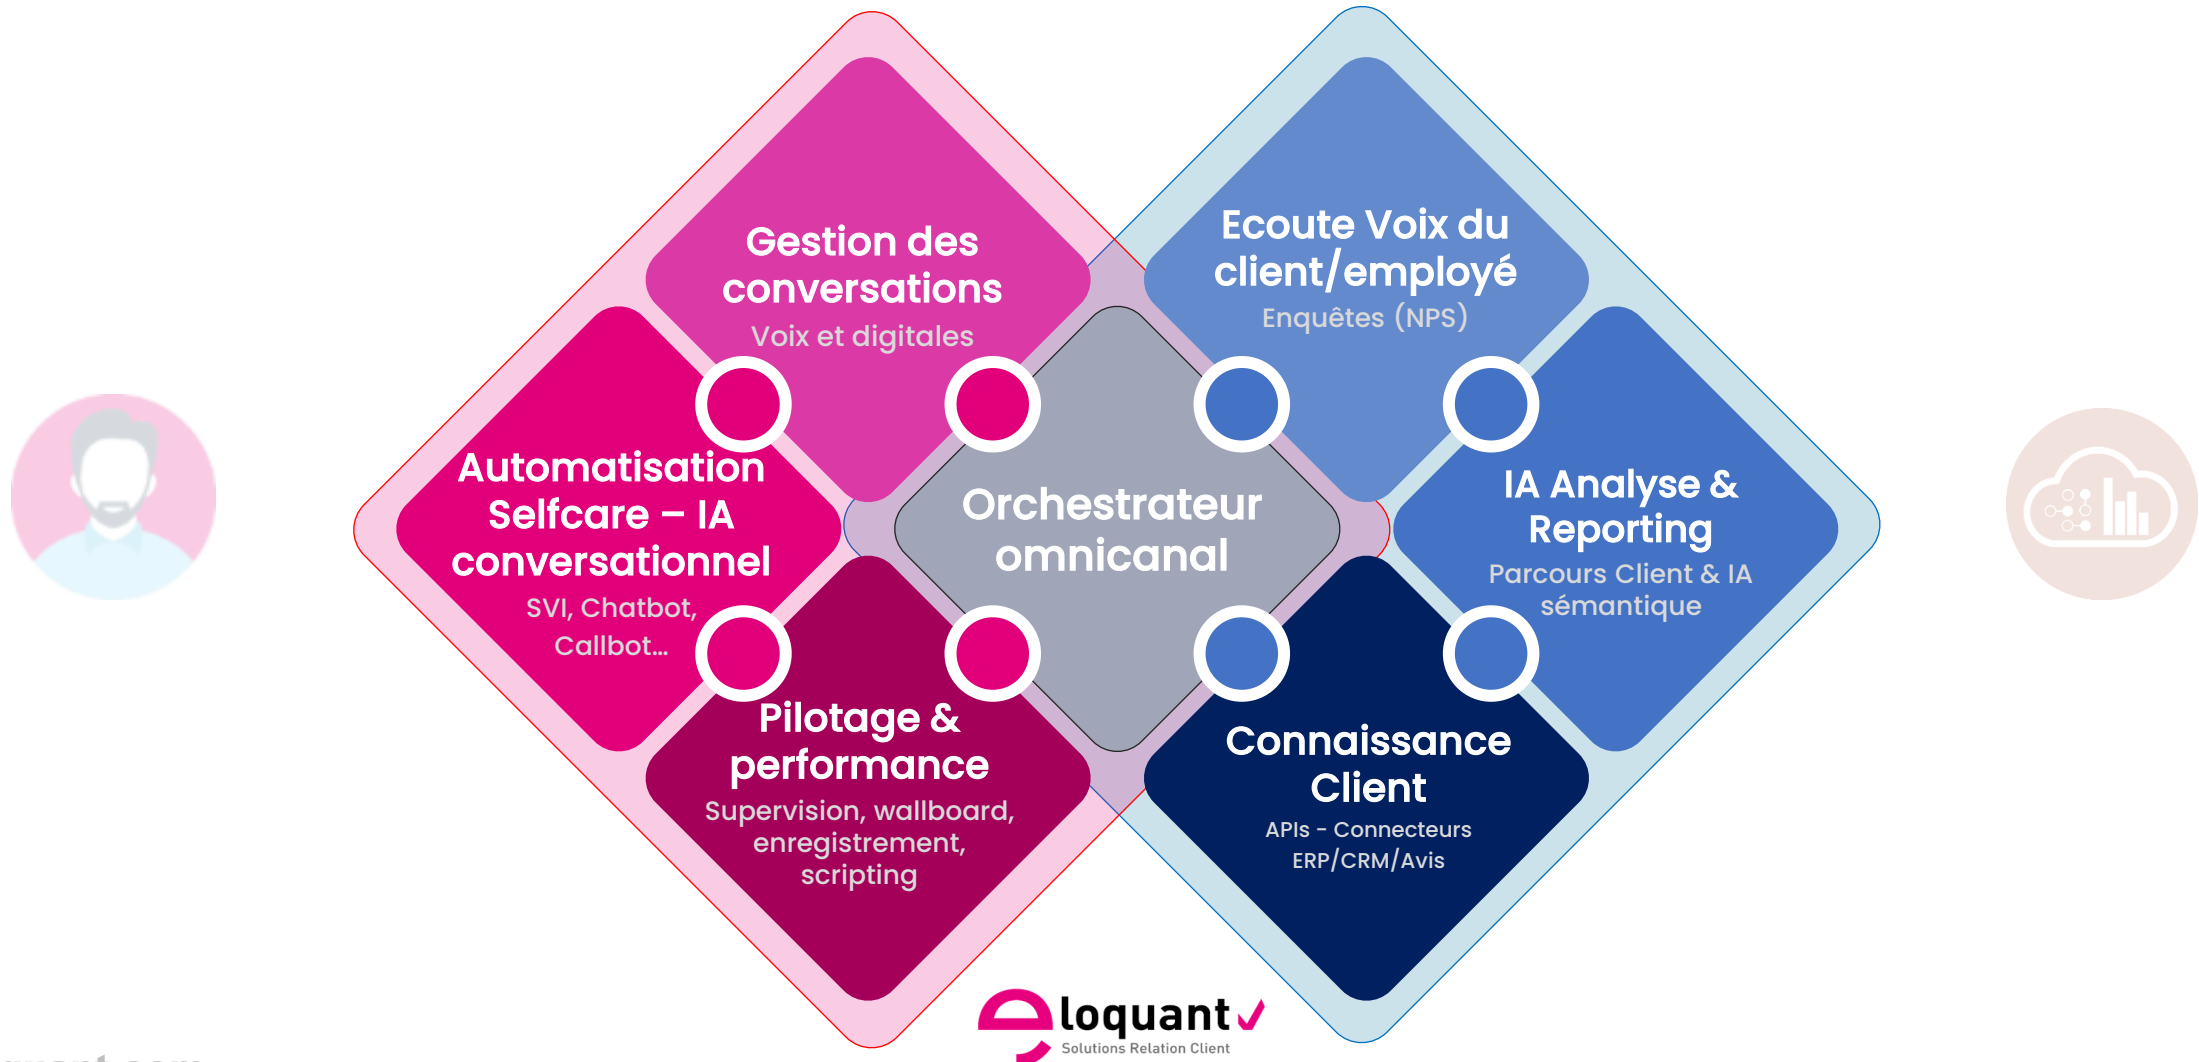 Gestion des
conversations
Voix et digitales
Ecoute Voix du
client/employé
Enquêtes (NPS)
Automatisation
Selfcare – IA
conversationnel
SVI, Chatbot,
Callbot...
Orchestrateur
omnicanal
IA Analyse &
Reporting
Parcours Client & IA
sémantique
Pilotage &
performance
Supervision, wallboard,
enregistrement,
scripting
Connaissance
Client
APIs - Connecteurs
ERP/CRM/Avis
eloquant
Solutions Relation Client